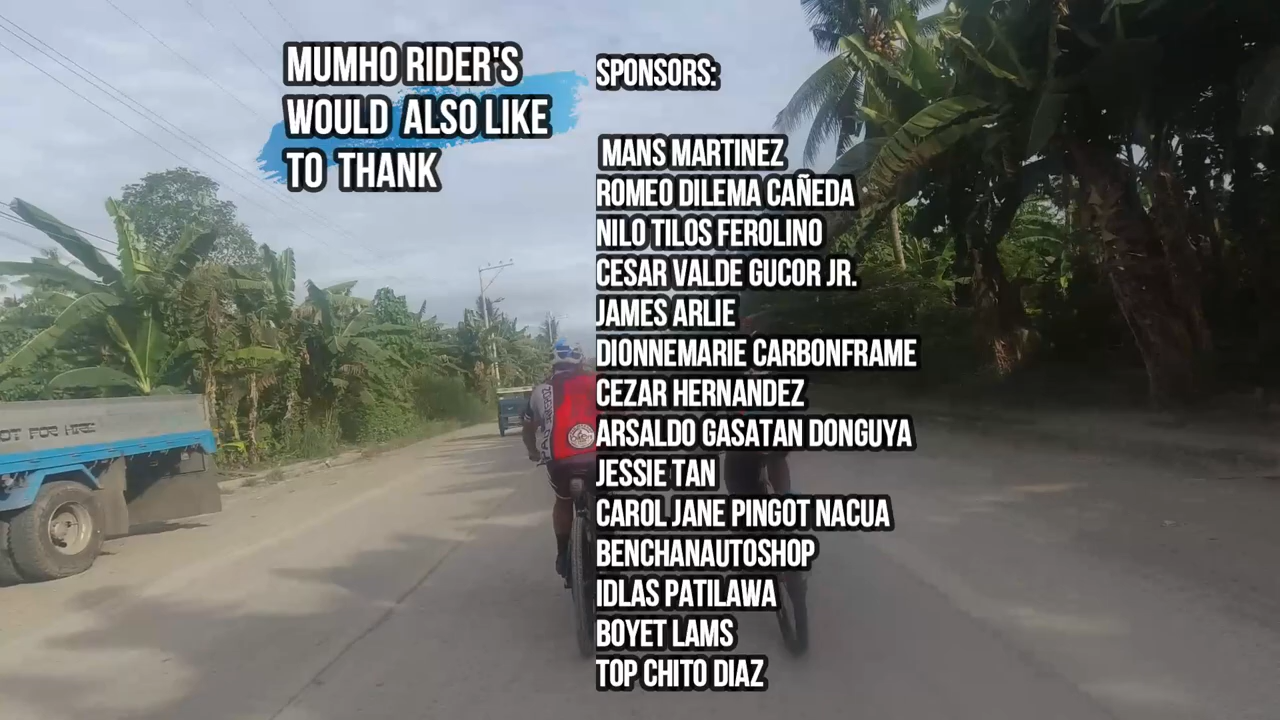 MUMHO RIDER'S
WOULD ALSO LIKE
TO THANK
SPONSORS:
MANS MARTINEZ
ROMEO DILEMA CAÑEDA
NILO TILOS FEROLINO
CESAR VALDE GUCOR JR.
JAMES ARLIE
DIONNEMARIE CARBONFRAME
CEZAR HERNANDEZ
ARSALDO GASATAN DONGUYA
JESSIE TAN
CAROL JANE PINGOT NACUA
BENCHANAUTOSHOP
IDLAS PATILAWA
BOYET LAMS
TOP CHITO DIAZ
FOR HIRE